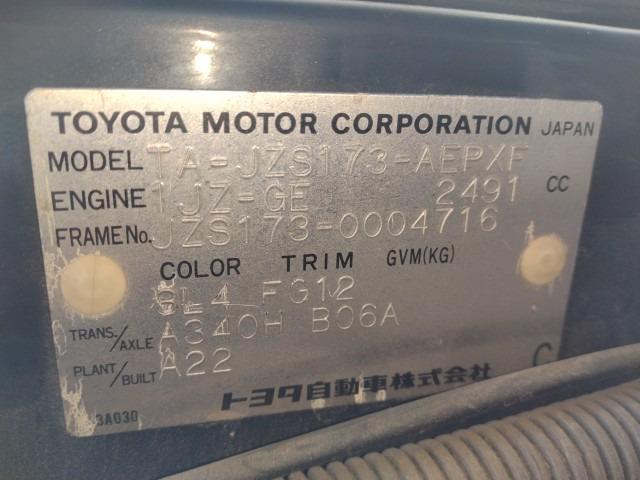 TOYOTA MOTOR CORPORATION JAPAN
MODEL TA-JZS173-AEPXF
ENGINE 1JZ-GE 2491 CC
FRAME No. JZS173-0004716
COLOR TRIM GVM(KG)
8L4 FG12
TRANS./AXLE A340H B06A
PLANT/BUILT A22
C
トヨタ自動車株式会社
3A030